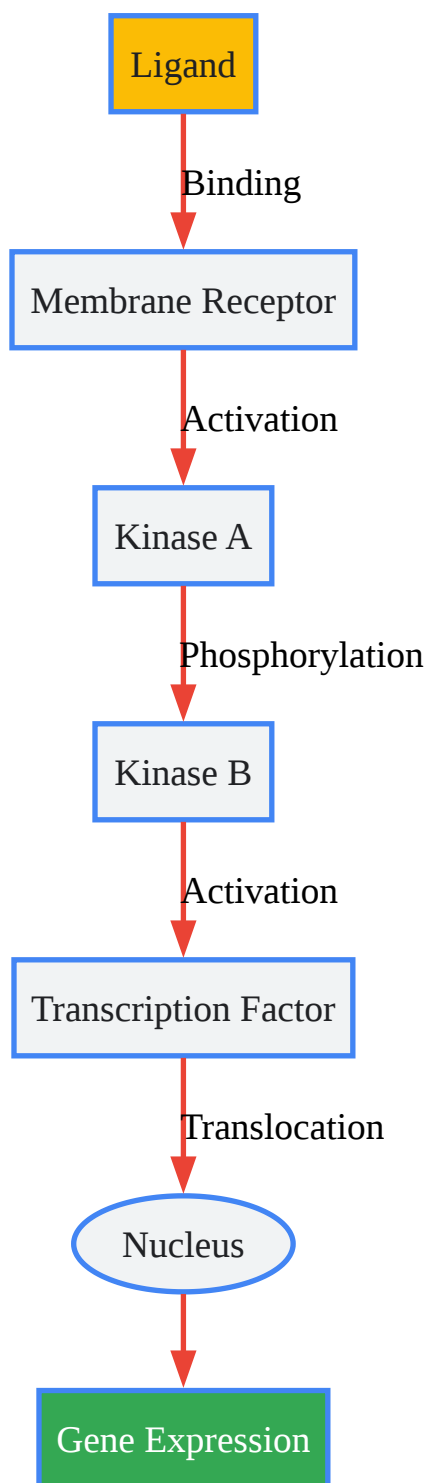 Ligand
Binding
Membrane Receptor
Activation
Kinase A
Phosphorylation
Kinase B
Activation
Transcription Factor
Translocation
Nucleus
Gene Expression